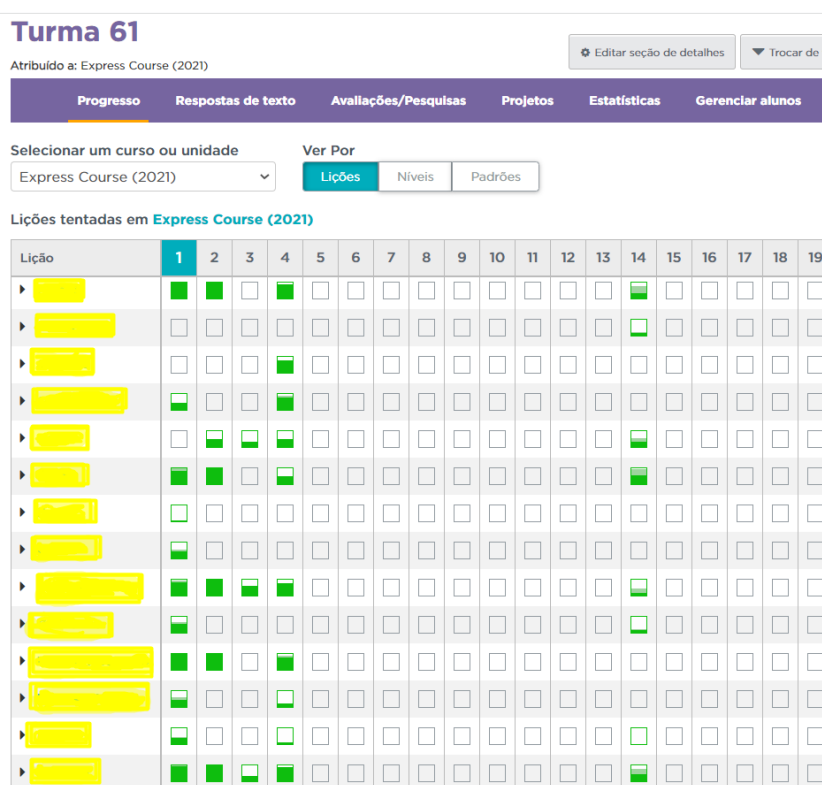 Turma 61
Atribuído a: Express Course (2021)
Editar seção de detalhes
Trocar de
Progresso Respostas de texto Avaliações/Pesquisas Projetos Estatísticas Gerenciar alunos
Selecionar um curso ou unidade Ver Por
Express Course (2021) Lições Níveis Padrões
Lições tentadas em Express Course (2021)
Lição 1 2 3 4 5 6 7 8 9 10 11 12 13 14 15 16 17 18 19